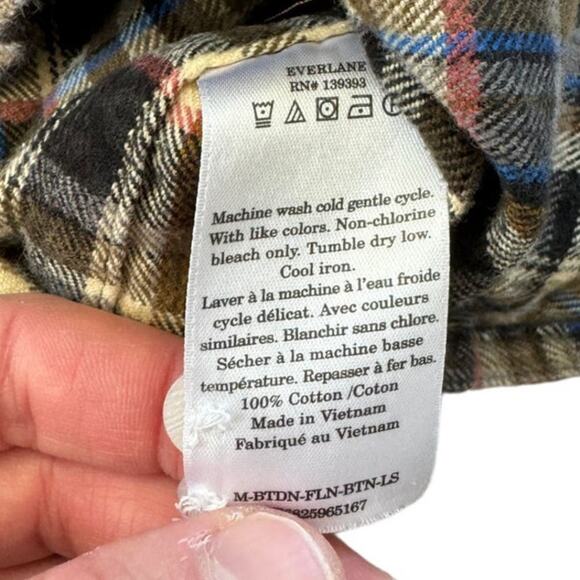 EVERLANE
RN# 139393
Machine wash cold gentle cycle.
With like colors. Non-chlorine
bleach only. Tumble dry low.
Cool iron.
Laver à la machine à l'eau froide
cycle délicat. Avec couleurs
similaires. Blanchir sans chlore.
Sécher à la machine basse
température. Repasser à fer bas.
100% Cotton /Coton
Made in Vietnam
Fabriqué au Vietnam
M-BTDN-FLN-BTN-LS